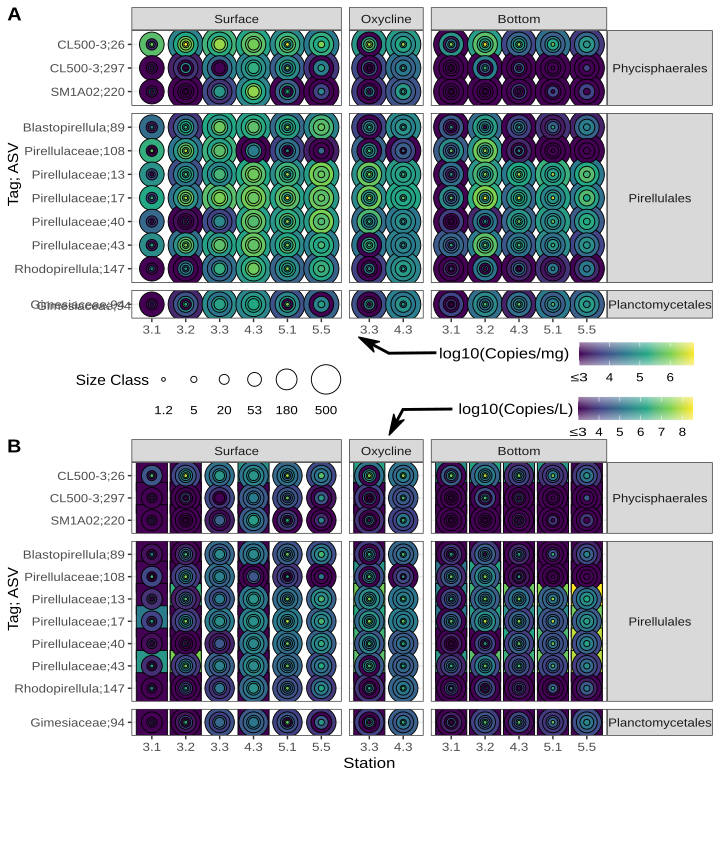 A
Surface Oxycline Bottom
CL500-3;26
CL500-3;297
SM1A02;220
Phycisphaerales
Blastopirellula;89
Pirellulaceae;108
Pirellulaceae;13
Pirellulaceae;17
Pirellulaceae;40
Pirellulaceae;43
Rhodopirellula;147
Pirellulales
Tag; ASV
Gimesiaceae;94
Gimesiaceae;94
Planctomycetales
3.1 3.2 3.3 4.3 5.1 5.5 3.3 4.3 3.1 3.2 4.3 5.1 5.5
log10(Copies/mg)
≤3 4 5 6
Size Class
1.2 5 20 53 180 500
log10(Copies/L)
≤3 4 5 6 7 8
B
Surface Oxycline Bottom
CL500-3;26
CL500-3;297
SM1A02;220
Phycisphaerales
Blastopirellula;89
Pirellulaceae;108
Pirellulaceae;13
Pirellulaceae;17
Pirellulaceae;40
Pirellulaceae;43
Rhodopirellula;147
Pirellulales
Tag; ASV
Gimesiaceae;94
Planctomycetales
3.1 3.2 3.3 4.3 5.1 5.5 3.3 4.3 3.1 3.2 4.3 5.1 5.5
Station